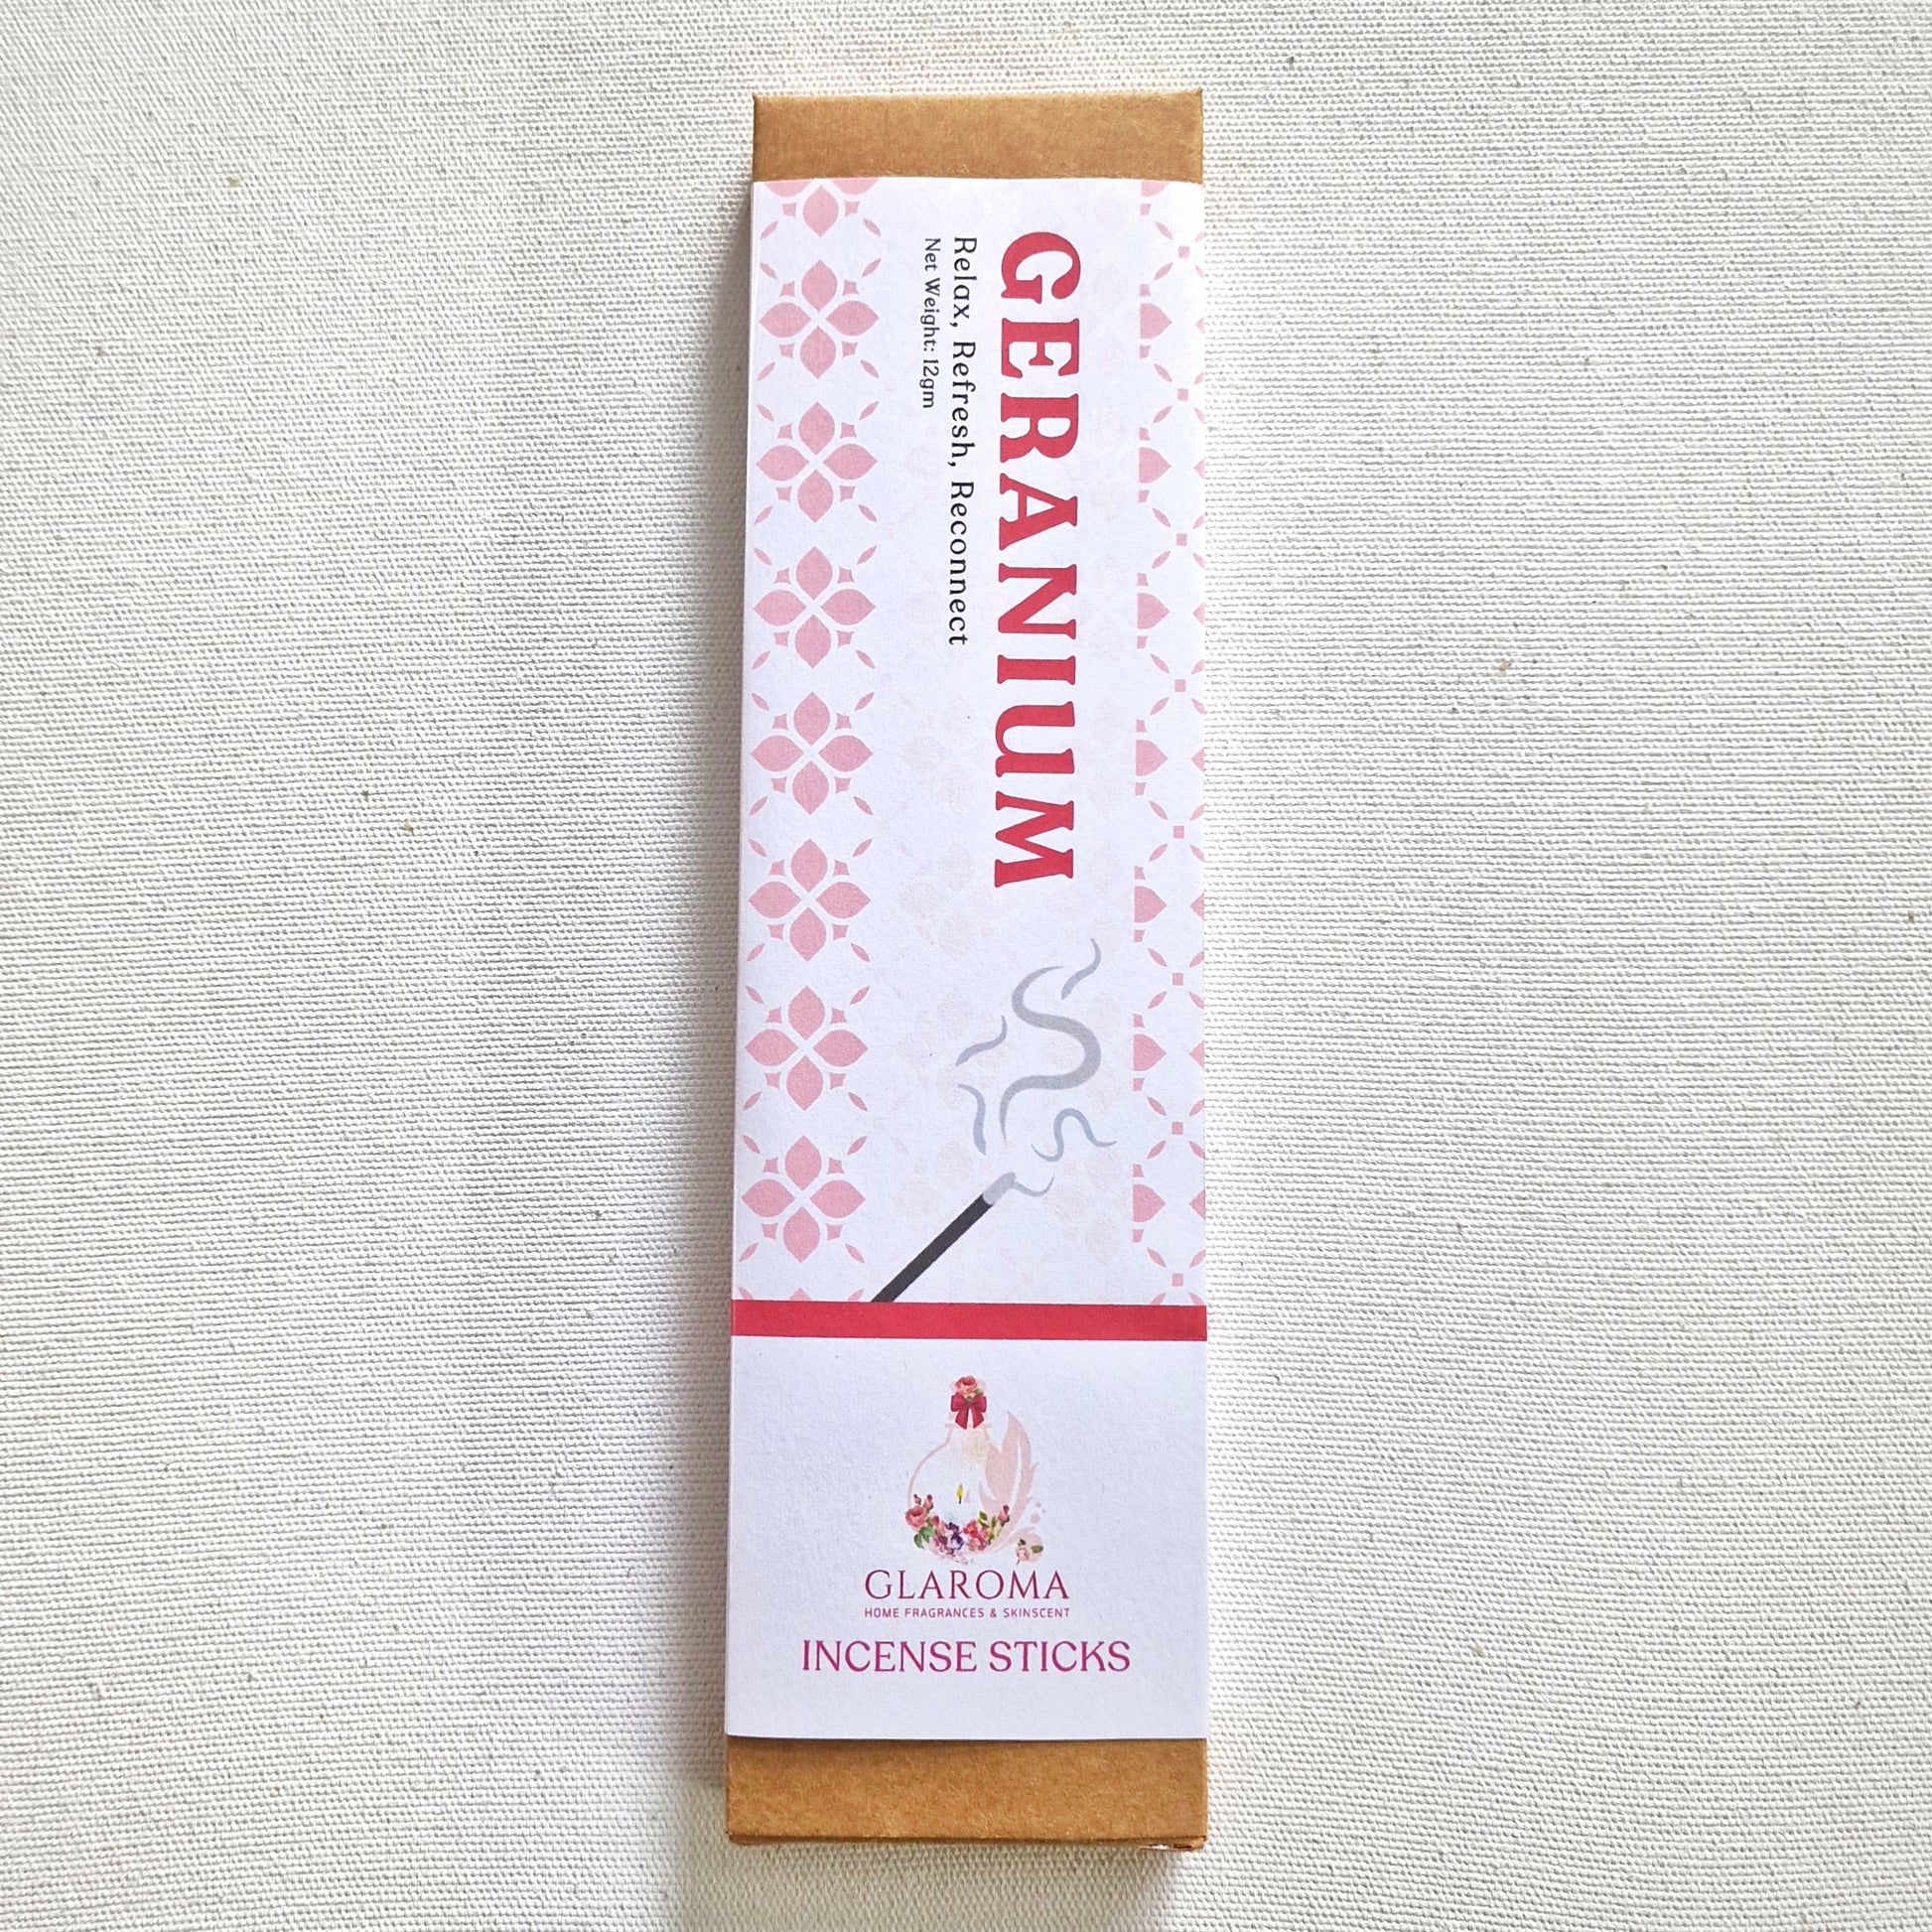 GERANIUM
Relax, Refresh, Reconnect
Net Weight: 12gm
GLAROMA
HOME FRAGRANCES & SKINSCENT
INCENSE STICKS